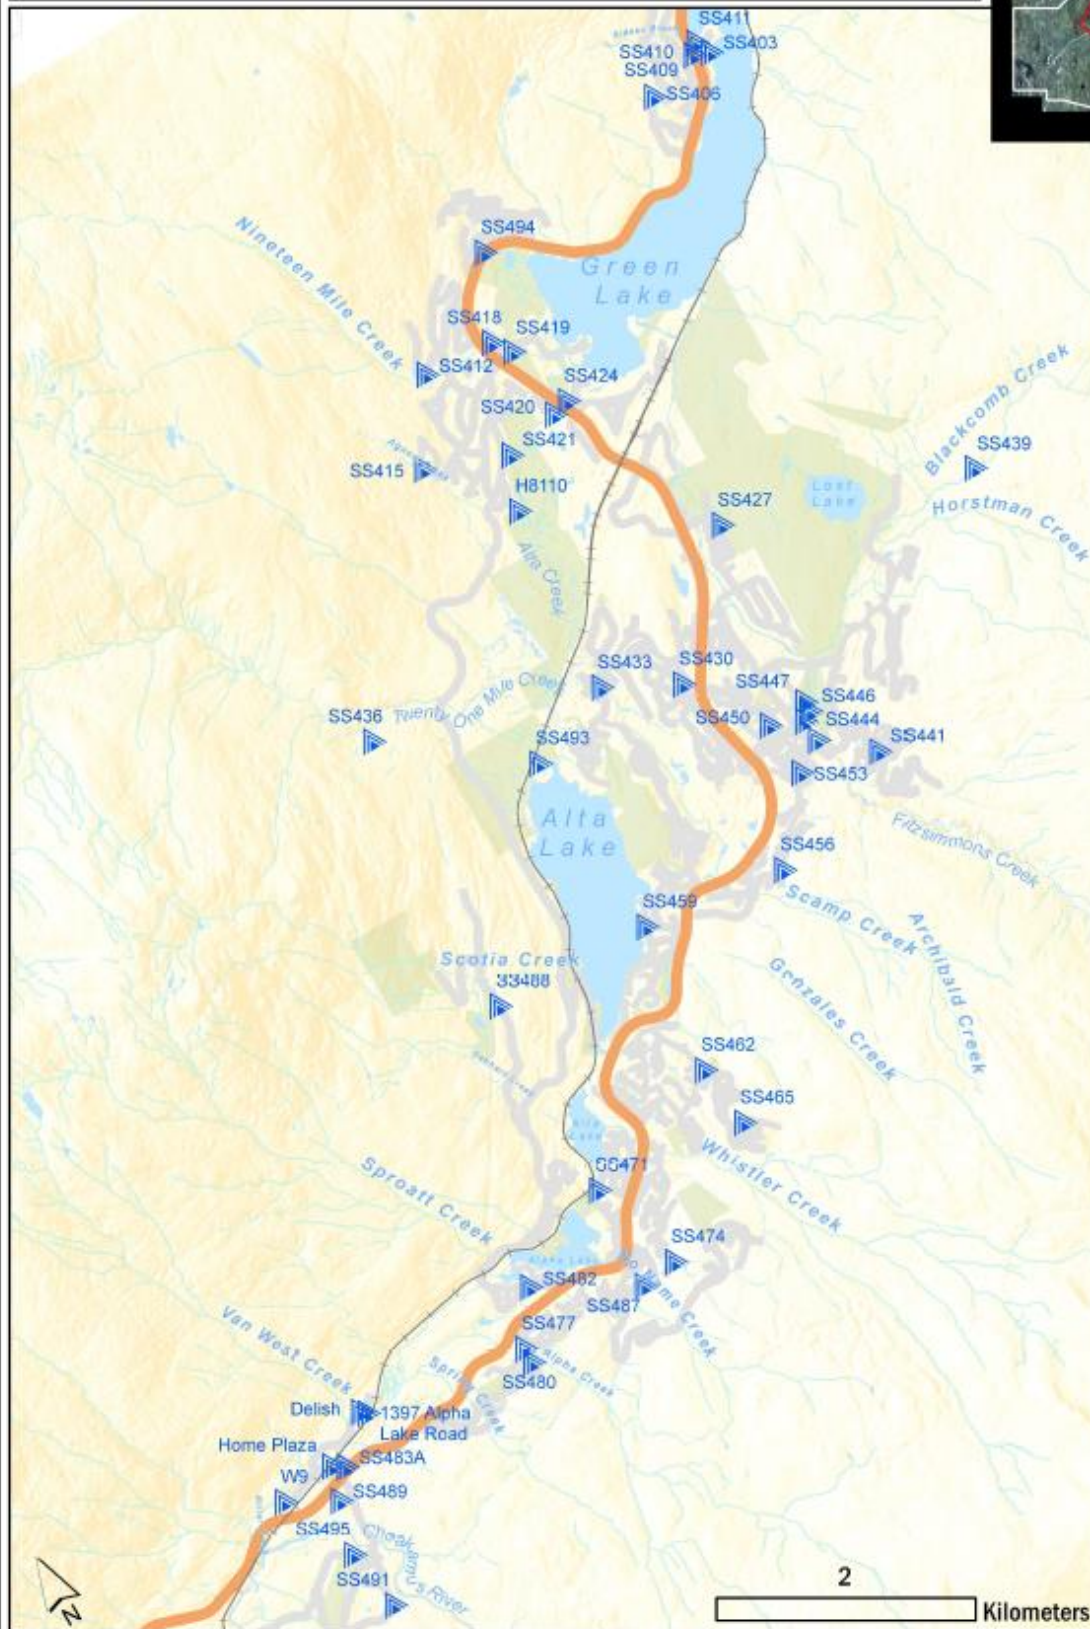 SS411
SS410
SS403
SS409
SS406
SS494
Nineteen Mile Creek
Green
Lake
SS418
SS419
SS412
SS424
SS420
SS421
SS415
H8110
Blackcomb Creek
SS439
Lost
Lake
Horstman Creek
SS427
Alta Creek
SS433
SS430
SS447
SS446
SS436
Twenty One Mile Creek
SS450
SS444
SS441
SS493
SS453
Alta
Lake
Fitzsimmons Creek
SS456
Scamp Creek
SS459
Archibald Creek
Scotia Creek
SS488
Gonzales Creek
SS462
SS465
Whistler Creek
SS471
Sproatt Creek
SS474
SS482
SS487
SS477
Alpha Creek
SS480
Van West Creek
Spring Creek
Delish
1397 Alpha
Lake Road
Home Plaza
SS483A
W9
SS489
SS495
Cheakamus River
SS491
N
2
Kilometers